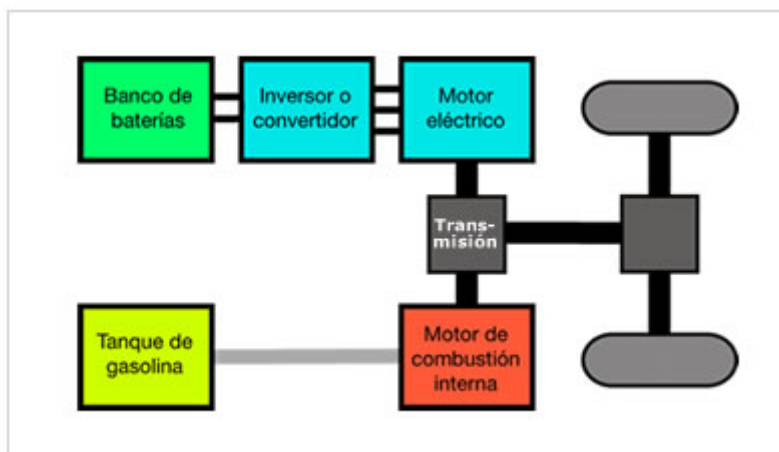 Banco de
baterías
Inversor o
convertidor
Motor
eléctrico
Trans-
misión
Tanque de
gasolina
Motor de
combustión
interna